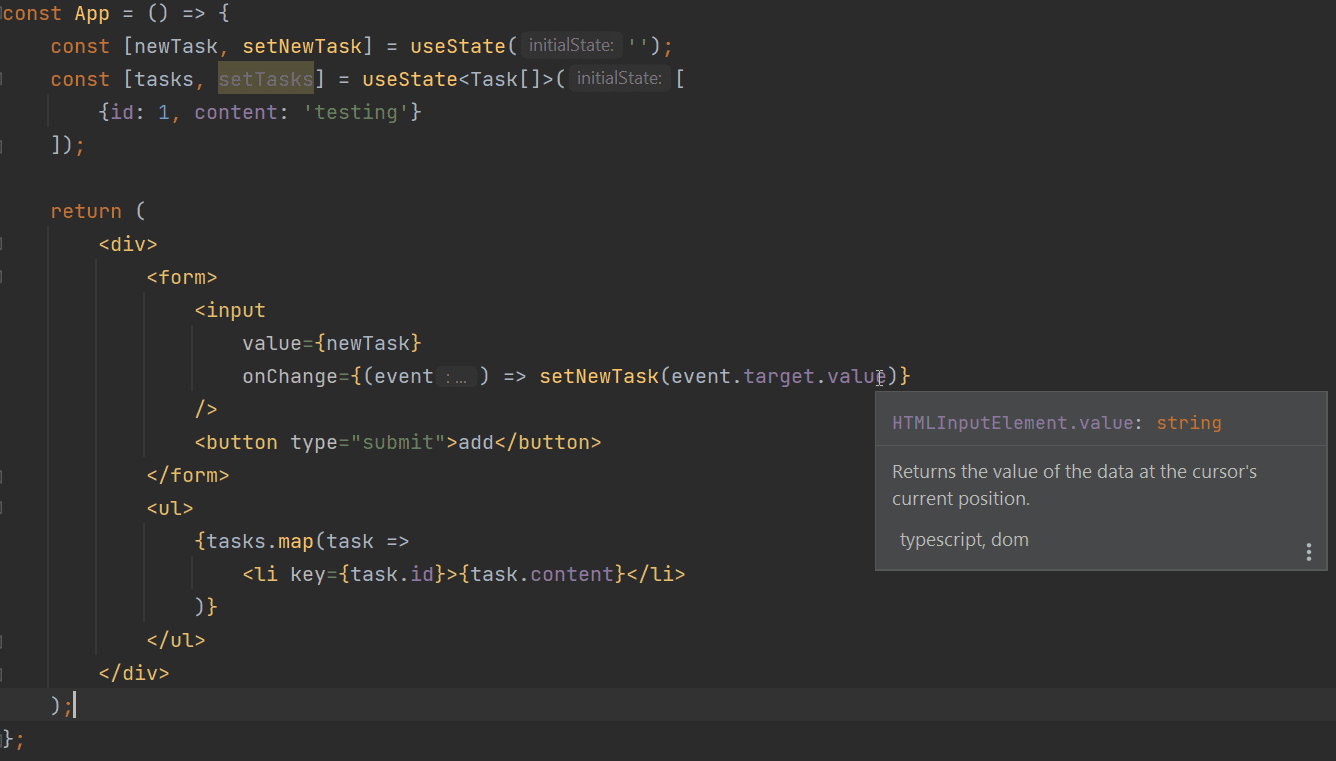 const App = () => {
    const [newTask, setNewTask] = useState( initialState: '');
    const [tasks, setTasks] = useState<Task[]>( initialState: [
        {id: 1, content: 'testing'}
    ]);

    return (
        <div>
            <form>
                <input
                    value={newTask}
                    onChange={(event : ... ) => setNewTask(event.target.value)}
                />
                <button type="submit">add</button>
            </form>
            <ul>
                {tasks.map(task =>
                    <li key={task.id}>{task.content}</li>
                )}
            </ul>
        </div>
    );
};
HTMLInputElement.value: string
Returns the value of the data at the cursor's
current position.
typescript, dom